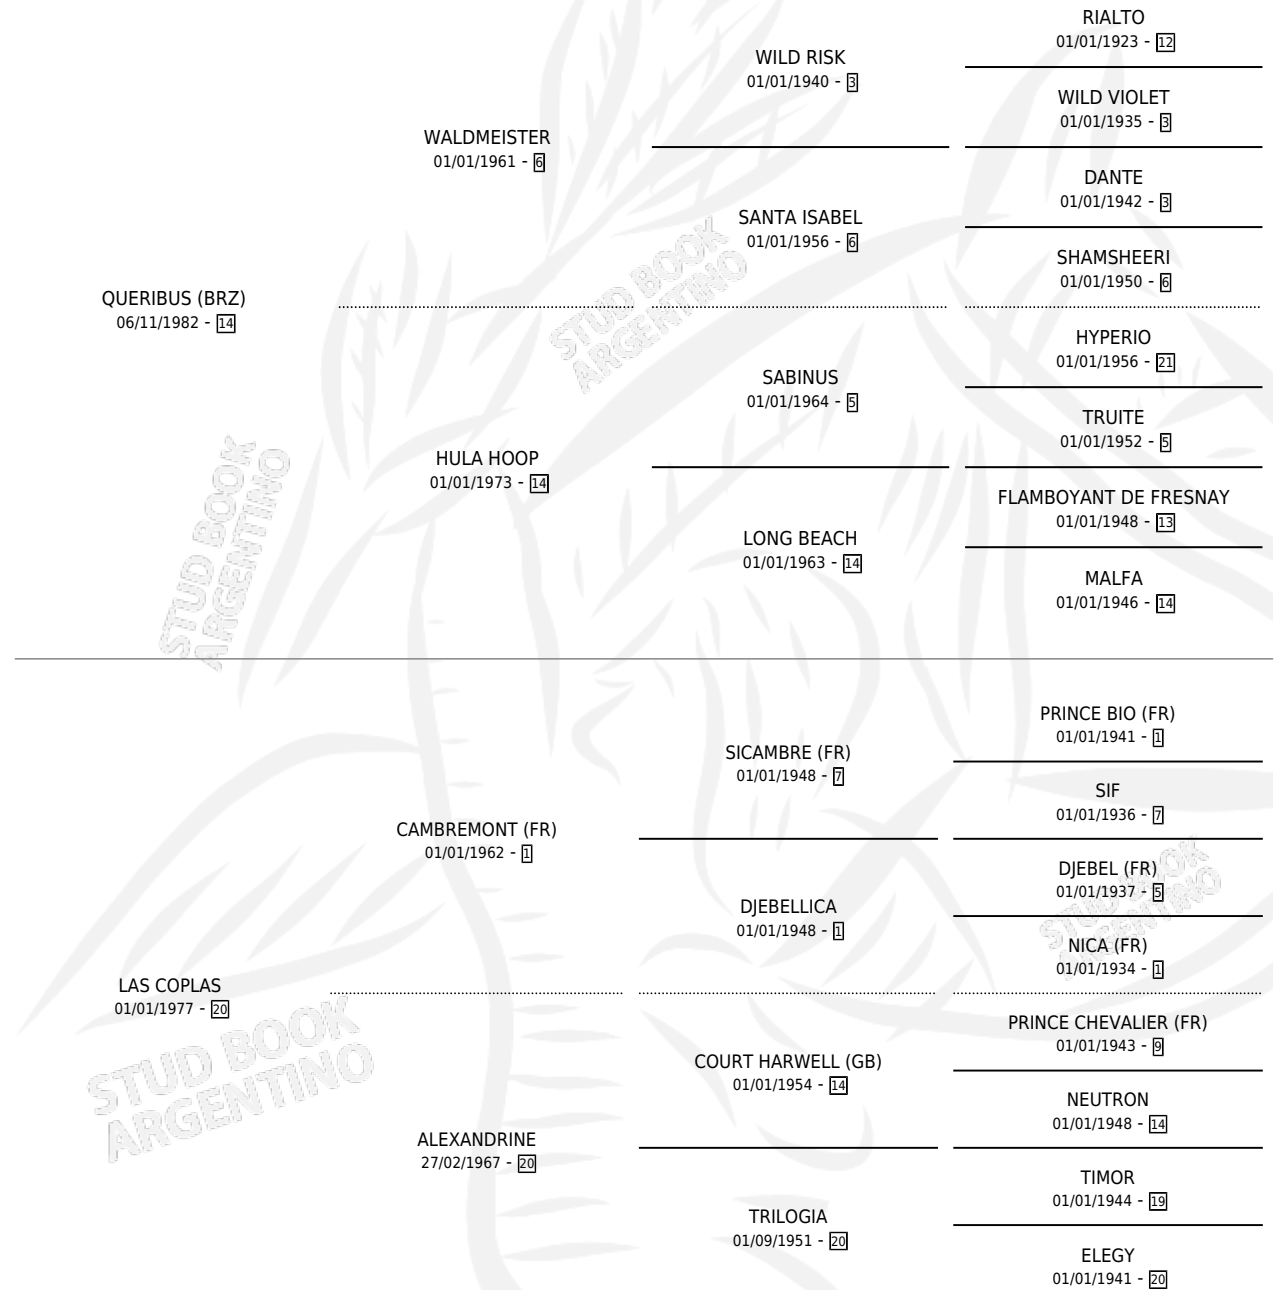 RIALTO
01/01/1923 - 12
WILD RISK
01/01/1940 - 3
WILD VIOLET
01/01/1935 - 3
WALDMEISTER
01/01/1961 - 6
DANTE
01/01/1942 - 3
SANTA ISABEL
01/01/1956 - 6
SHAMSHEERI
01/01/1950 - 6
QUERIBUS (BRZ)
06/11/1982 - 14
HYPERIO
01/01/1956 - 21
SABINUS
01/01/1964 - 5
TRUITE
01/01/1952 - 5
HULA HOOP
01/01/1973 - 14
FLAMBOYANT DE FRESNAY
01/01/1948 - 13
LONG BEACH
01/01/1963 - 14
MALFA
01/01/1946 - 14
PRINCE BIO (FR)
01/01/1941 - 1
SICAMBRE (FR)
01/01/1948 - 7
SIF
01/01/1936 - 7
CAMBREMONT (FR)
01/01/1962 - 1
DJEBEL (FR)
01/01/1937 - 5
DJEBELLICA
01/01/1948 - 1
NICA (FR)
01/01/1934 - 1
LAS COPLAS
01/01/1977 - 20
PRINCE CHEVALIER (FR)
01/01/1943 - 9
COURT HARWELL (GB)
01/01/1954 - 14
NEUTRON
01/01/1948 - 14
ALEXANDRINE
27/02/1967 - 20
TIMOR
01/01/1944 - 19
TRILOGIA
01/09/1951 - 20
ELEGY
01/01/1941 - 20
STUD BOOK
ARGENTINO
STUD BOOK
ARGENTINO
STUD BOOK
ARGENTINO
STUD BOOK
ARGENTINO